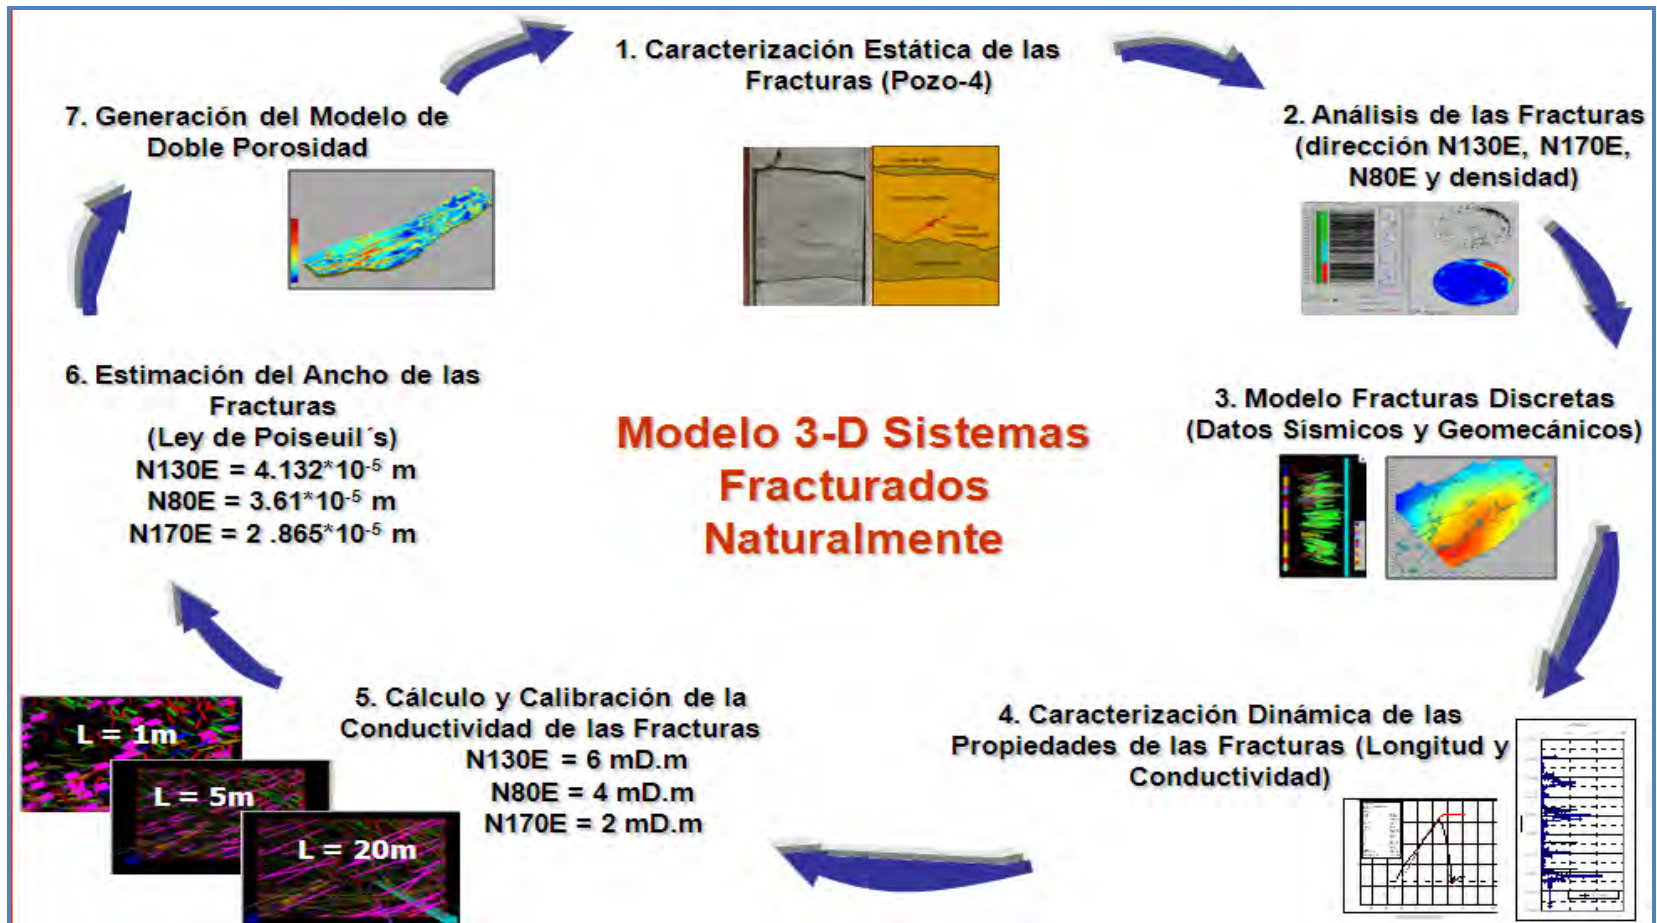 1. Caracterización Estática de las
Fracturas (Pozo-4)
2. Análisis de las Fracturas
(dirección N130E, N170E,
N80E y densidad)
3. Modelo Fracturas Discretas
(Datos Sísmicos y Geomecánicos)
4. Caracterización Dinámica de las
Propiedades de las Fracturas (Longitud y
Conductividad)
5. Cálculo y Calibración de la
Conductividad de las Fracturas
N130E = 6 mD.m
N80E = 4 mD.m
N170E = 2 mD.m
L = 1m
L = 5m
L = 20m
6. Estimación del Ancho de las
Fracturas
(Ley de Poiseuil´s)
N130E = 4.132*10-5 m
N80E = 3.61*10-5 m
N170E = 2 .865*10-5 m
7. Generación del Modelo de
Doble Porosidad
Modelo 3-D Sistemas
Fracturados
Naturalmente